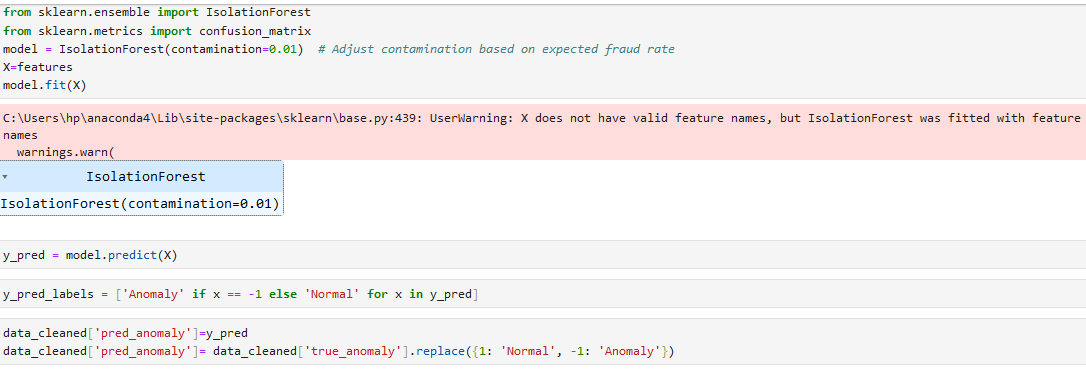 from sklearn.ensemble import IsolationForest
from sklearn.metrics import confusion_matrix
model = IsolationForest(contamination=0.01)  # Adjust contamination based on expected fraud rate
X=features
model.fit(X)
C:\Users\hp\anaconda4\Lib\site-packages\sklearn\base.py:439: UserWarning: X does not have valid feature names, but IsolationForest was fitted with feature
names
  warnings.warn(
IsolationForest
IsolationForest(contamination=0.01)
y_pred = model.predict(X)
y_pred_labels = ['Anomaly' if x == -1 else 'Normal' for x in y_pred]
data_cleaned['pred_anomaly']=y_pred
data_cleaned['pred_anomaly']= data_cleaned['true_anomaly'].replace({1: 'Normal', -1: 'Anomaly'})